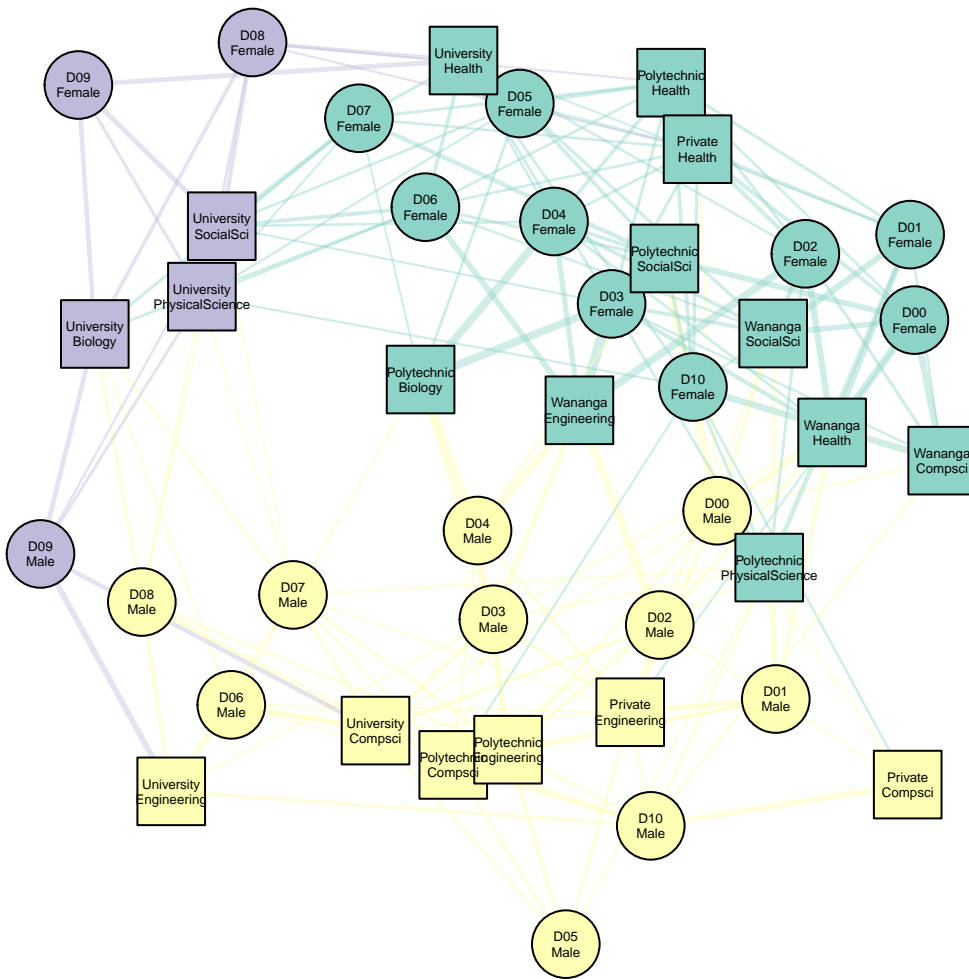 D08
Female
University
Health
D09
Female
D05
Female
Polytechnic
Health
D07
Female
Private
Health
D06
Female
D04
Female
University
SocialSci
D01
Female
D02
Female
Polytechnic
SocialSci
University
PhysicalScience
D03
Female
D00
Female
University
Biology
Wananga
SocialSci
Polytechnic
Biology
D10
Female
Wananga
Engineering
Wananga
Health
Wananga
Compsci
D00
Male
D04
Male
D09
Male
Polytechnic
PhysicalScience
D08
Male
D07
Male
D03
Male
D02
Male
D06
Male
D01
Male
Private
Engineering
University
Compsci
Polytechnic
Engineering
Polytechnic
Compsci
University
Engineering
Private
Compsci
D10
Male
D05
Male